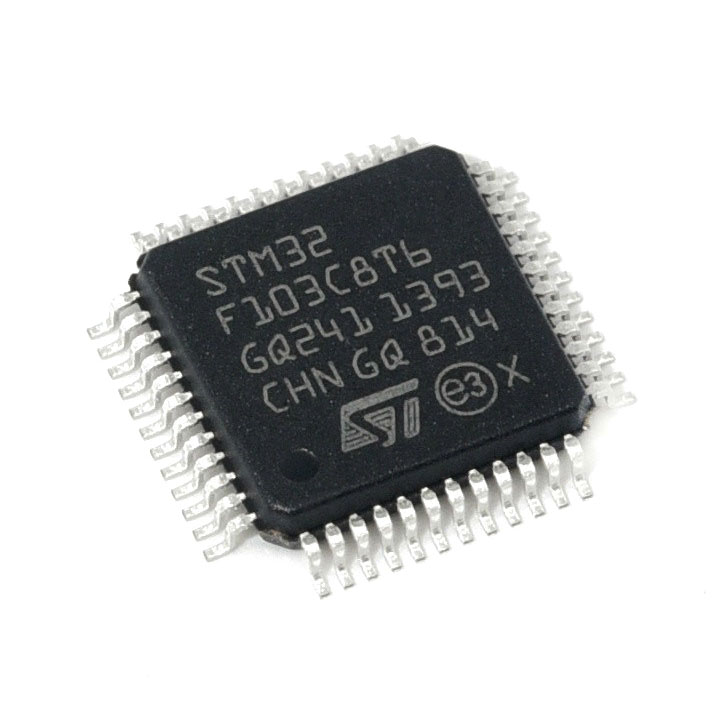 STM32
F103C8T6
GQ241 1393
CHN GQ 814
ST e3 X